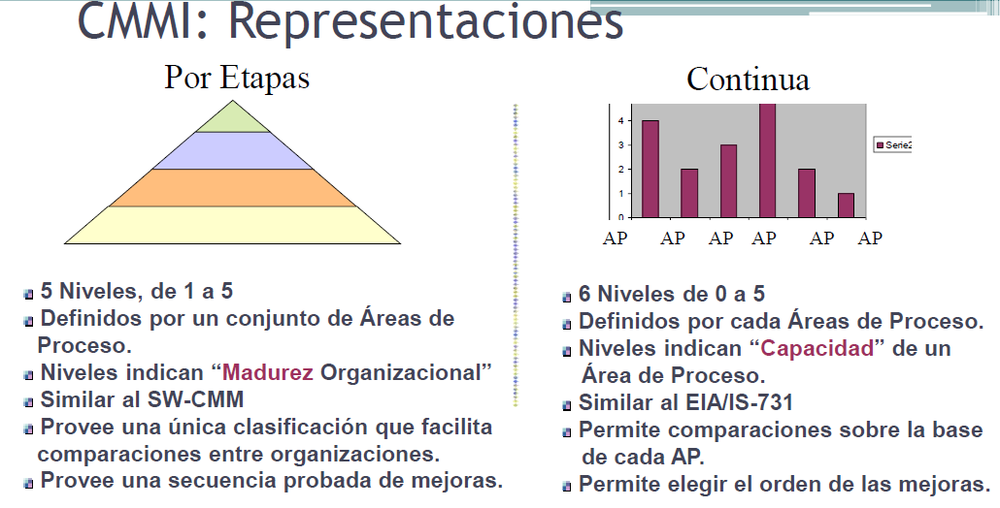 CMMI: Representaciones
Por Etapas
5 Niveles, de 1 a 5
Definidos por un conjunto de Áreas de
Proceso.
Niveles indican “Madurez Organizacional”
Similar al SW-CMM
Provee una única clasificación que facilita
comparaciones entre organizaciones.
Provee una secuencia probada de mejoras.
Continua
4
3
2
1
0
Serie2
AP AP AP AP AP AP
6 Niveles de 0 a 5
Definidos por cada Áreas de Proceso.
Niveles indican “Capacidad” de un
Área de Proceso.
Similar al EIA/IS-731
Permite comparaciones sobre la base
de cada AP.
Permite elegir el orden de las mejoras.